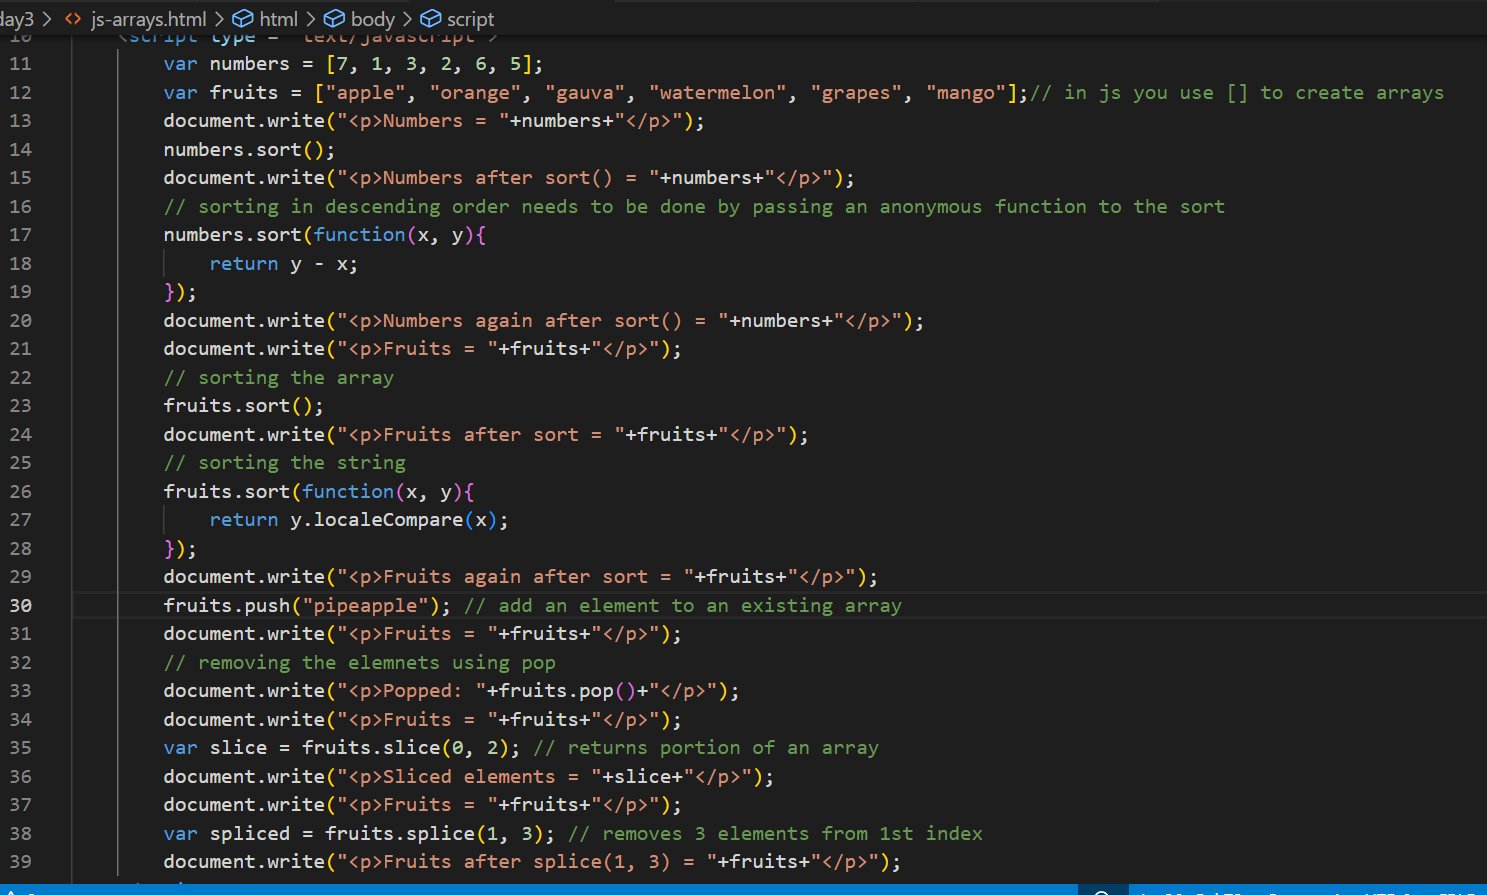 day3 > <> js-arrays.html > html > body > script
10 <script type = "text/javascript">
11 var numbers = [7, 1, 3, 2, 6, 5];
12 var fruits = ["apple", "orange", "gauva", "watermelon", "grapes", "mango"];// in js you use [] to create arrays
13 document.write("<p>Numbers = "+numbers+"</p>");
14 numbers.sort();
15 document.write("<p>Numbers after sort() = "+numbers+"</p>");
16 // sorting in descending order needs to be done by passing an anonymous function to the sort
17 numbers.sort(function(x, y){
18 return y - x;
19 });
20 document.write("<p>Numbers again after sort() = "+numbers+"</p>");
21 document.write("<p>Fruits = "+fruits+"</p>");
22 // sorting the array
23 fruits.sort();
24 document.write("<p>Fruits after sort = "+fruits+"</p>");
25 // sorting the string
26 fruits.sort(function(x, y){
27 return y.localeCompare(x);
28 });
29 document.write("<p>Fruits again after sort = "+fruits+"</p>");
30 fruits.push("pipeapple"); // add an element to an existing array
31 document.write("<p>Fruits = "+fruits+"</p>");
32 // removing the elemnets using pop
33 document.write("<p>Popped: "+fruits.pop()+"</p>");
34 document.write("<p>Fruits = "+fruits+"</p>");
35 var slice = fruits.slice(0, 2); // returns portion of an array
36 document.write("<p>Sliced elements = "+slice+"</p>");
37 document.write("<p>Fruits = "+fruits+"</p>");
38 var spliced = fruits.splice(1, 3); // removes 3 elements from 1st index
39 document.write("<p>Fruits after splice(1, 3) = "+fruits+"</p>");